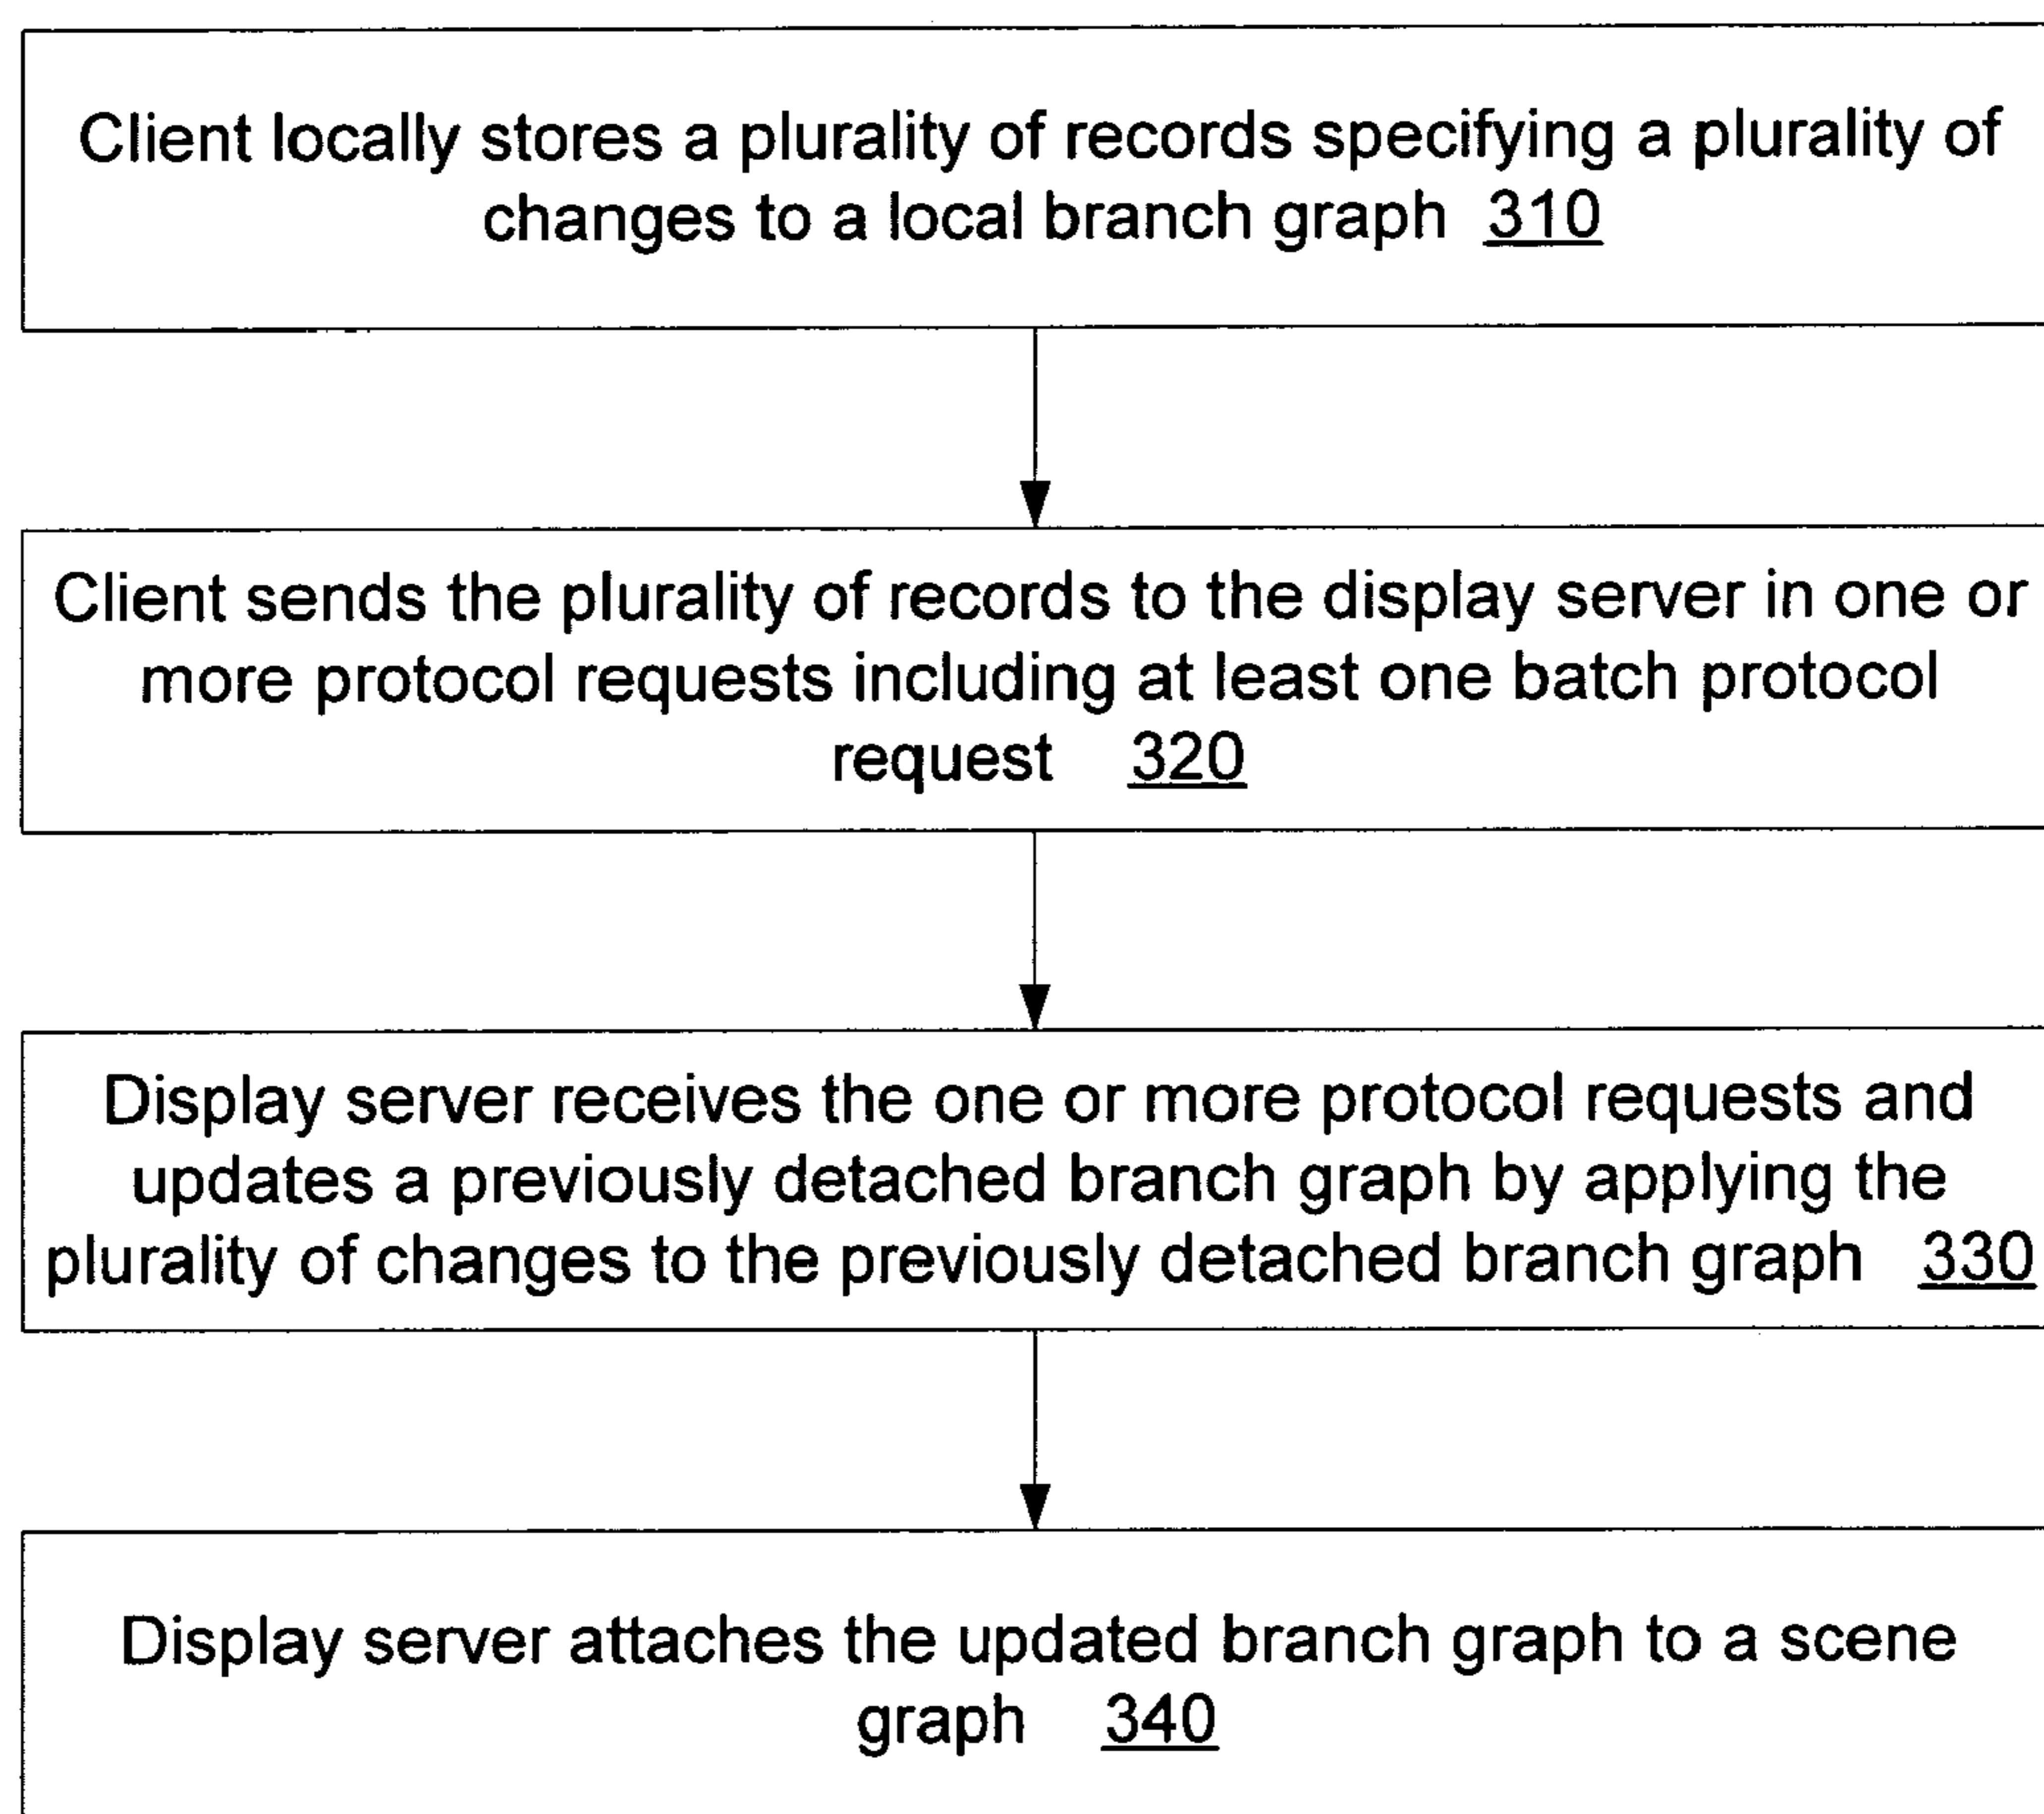 Client locally stores a plurality of records specifying a plurality of
changes to a local branch graph 310
Client sends the plurality of records to the display server in one or
more protocol requests including at least one batch protocol
request 320
Display server receives the one or more protocol requests and
updates a previously detached branch graph by applying the
plurality of changes to the previously detached branch graph 330
Display server attaches the updated branch graph to a scene
graph 340